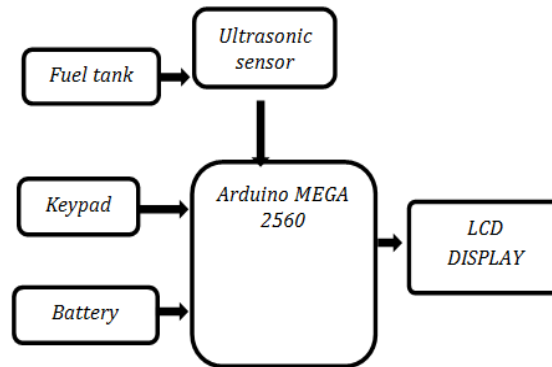 Ultrasonic
sensor
Fuel tank
Arduino MEGA
2560
Keypad
LCD
DISPLAY
Battery